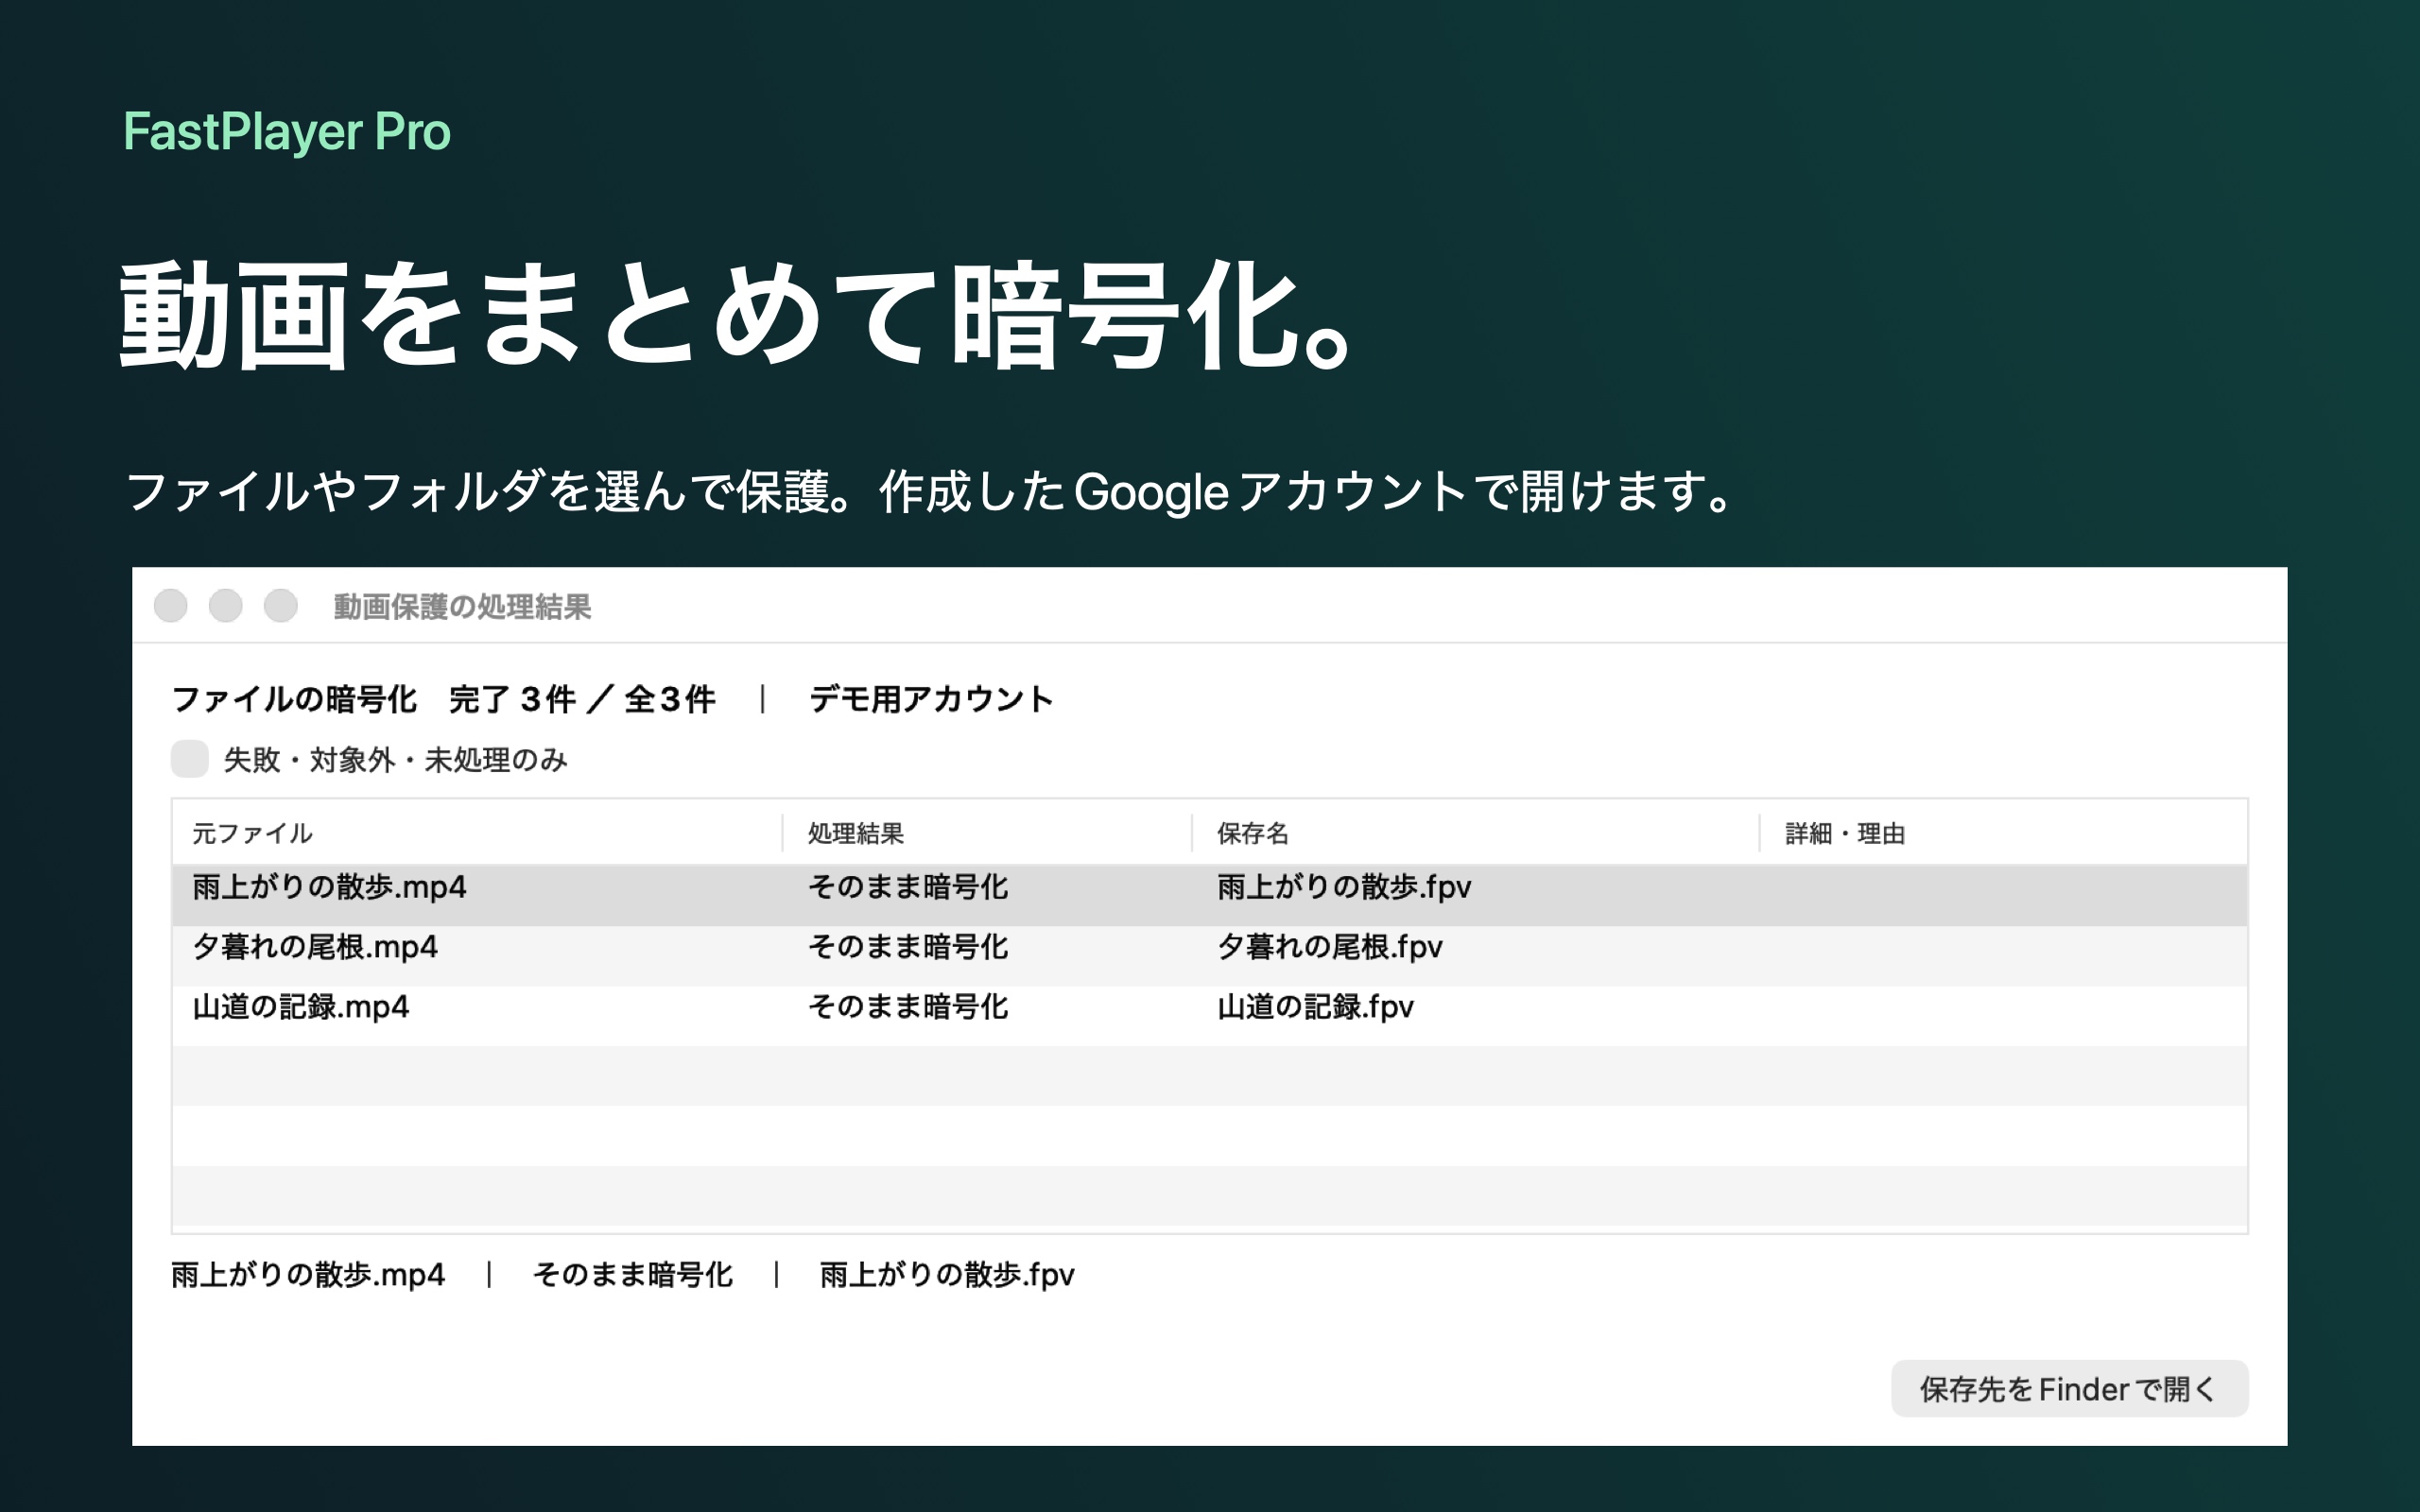 FastPlayer Pro
動画をまとめて暗号化。
ファイルやフォルダを選んで保護。作成したGoogleアカウントで開けます。
動画保護の処理結果
ファイルの暗号化　完了 3件 ／ 全3件　｜　デモ用アカウント
失敗・対象外・未処理のみ
元ファイル 処理結果 保存名 詳細・理由
雨上がりの散歩.mp4 そのまま暗号化 雨上がりの散歩.fpv
夕暮れの尾根.mp4 そのまま暗号化 夕暮れの尾根.fpv
山道の記録.mp4 そのまま暗号化 山道の記録.fpv
雨上がりの散歩.mp4　｜　そのまま暗号化　｜　雨上がりの散歩.fpv
保存先をFinderで開く